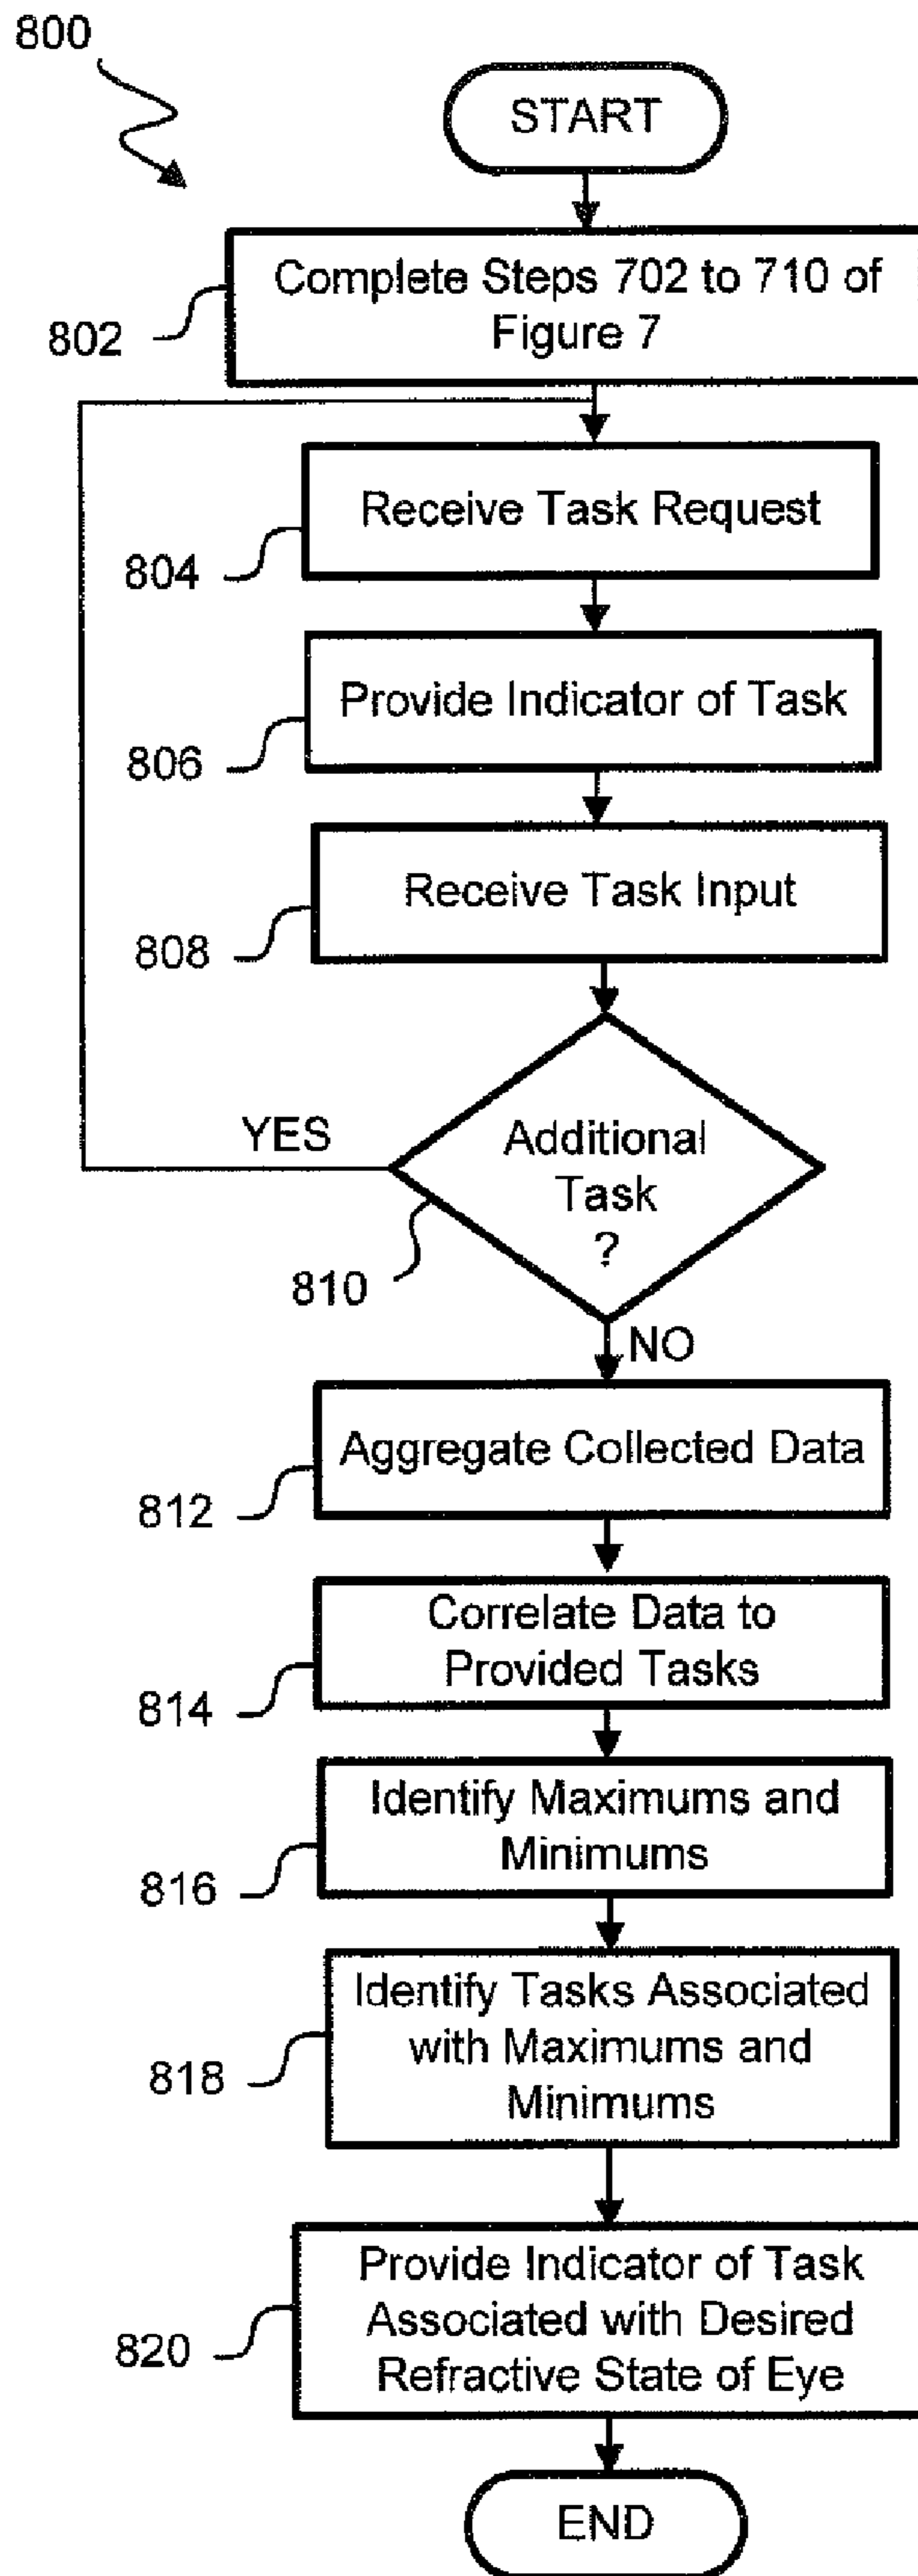 800
START
Complete Steps 702 to 710 of
Figure 7
802
Receive Task Request
804
Provide Indicator of Task
806
Receive Task Input
808
YES
Additional
Task
?
810
NO
Aggregate Collected Data
812
Correlate Data to
Provided Tasks
814
Identify Maximums and
Minimums
816
Identify Tasks Associated
with Maximums and
Minimums
818
Provide Indicator of Task
Associated with Desired
Refractive State of Eye
820
END